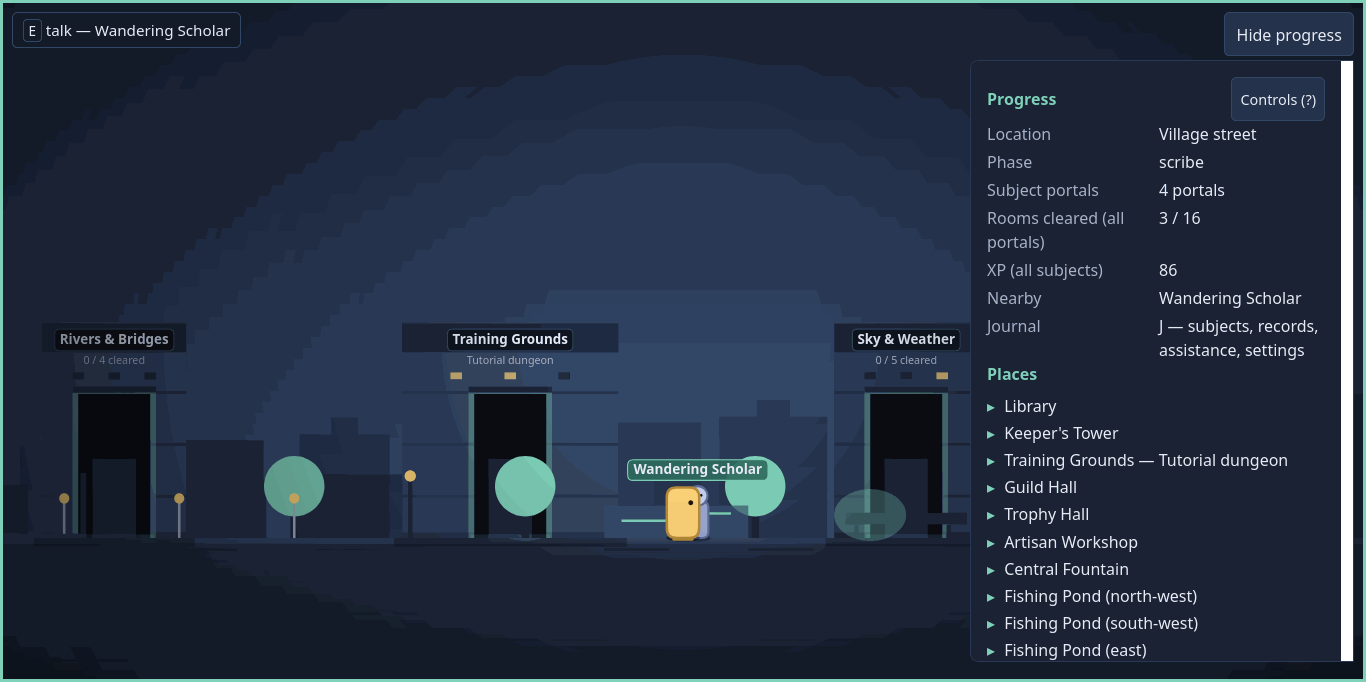 E talk — Wandering Scholar
Hide progress
Progress
Controls (?)
Location Village street
Phase scribe
Subject portals 4 portals
Rooms cleared (all portals) 3 / 16
XP (all subjects) 86
Nearby Wandering Scholar
Journal J — subjects, records, assistance, settings
Places
▸ Library
▸ Keeper's Tower
▸ Training Grounds — Tutorial dungeon
▸ Guild Hall
▸ Trophy Hall
▸ Artisan Workshop
▸ Central Fountain
▸ Fishing Pond (north-west)
▸ Fishing Pond (south-west)
▸ Fishing Pond (east)
Rivers & Bridges
0 / 4 cleared
Training Grounds
Tutorial dungeon
Sky & Weather
0 / 5 cleared
Wandering Scholar